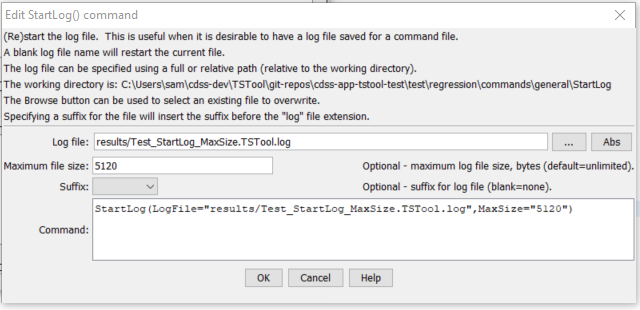 Edit StartLog() command
(Re)start the log file.  This is useful when it is desirable to have a log file saved for a command file.
A blank log file name will restart the current file.
The log file can be specified using a full or relative path (relative to the working directory).
The working directory is: C:\Users\sam\cdss-dev\TSTool\git-repos\cdss-app-tstool-test\test\regression\commands\general\StartLog
The Browse button can be used to select an existing file to overwrite.
Specifying a suffix for the file will insert the suffix before the "log" file extension.
Log file: results/Test_StartLog_MaxSize.TSTool.log ... Abs
Maximum file size: 5120 Optional - maximum log file size, bytes (default=unlimited).
Suffix: Optional - suffix for log file (blank=none).
StartLog(LogFile="results/Test_StartLog_MaxSize.TSTool.log",MaxSize="5120")
Command:
OK Cancel Help